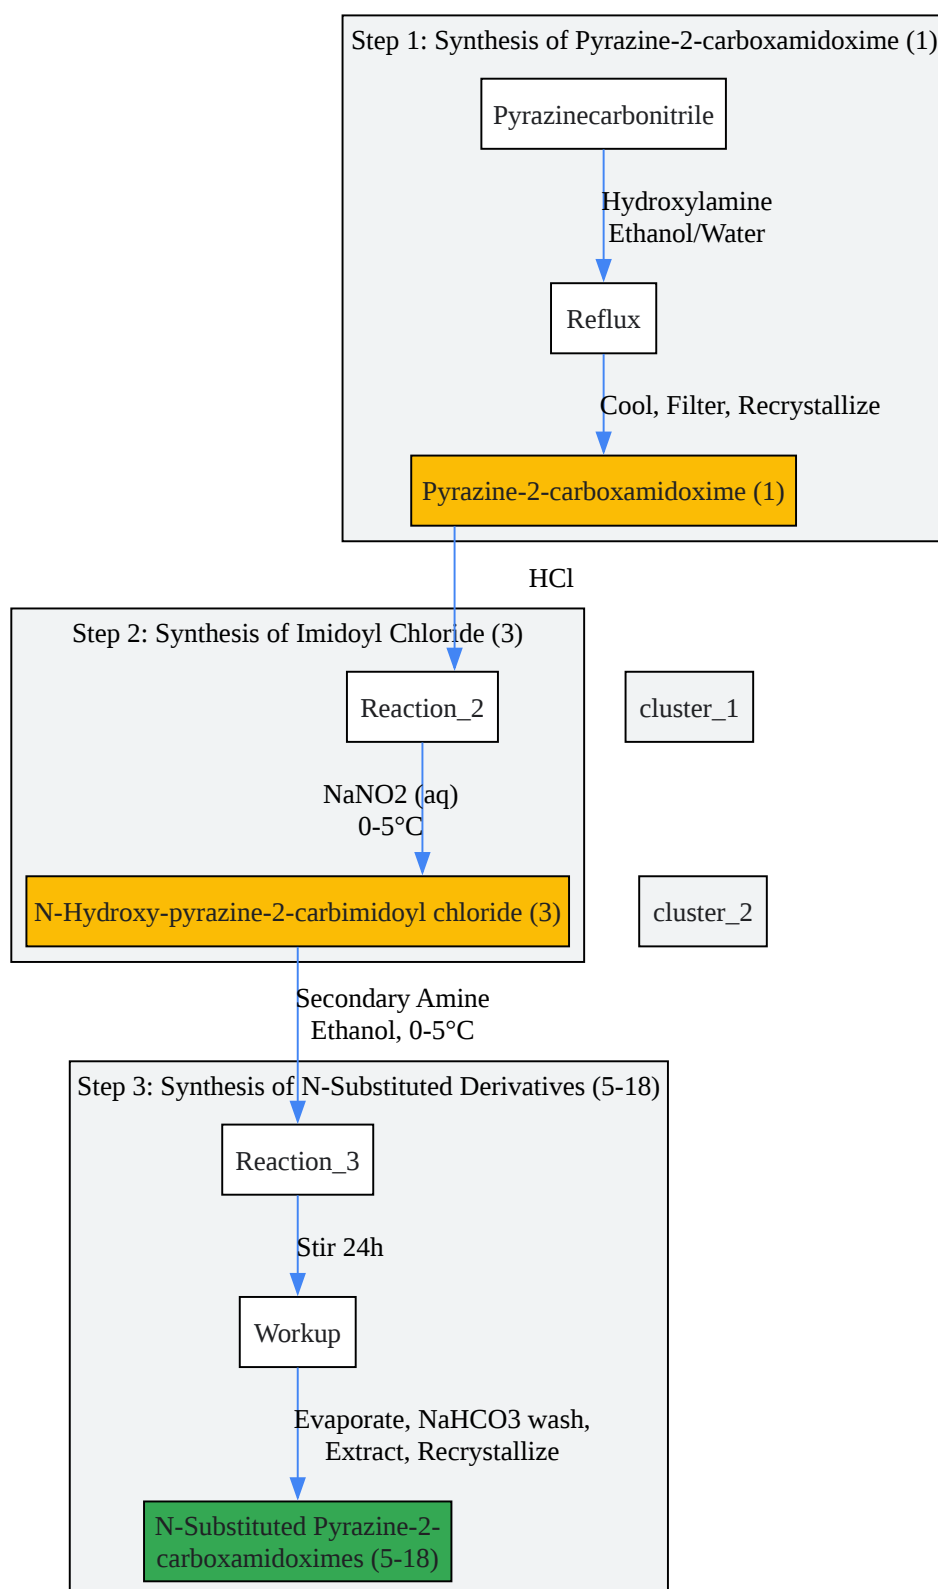 Step 1: Synthesis of Pyrazine-2-carboxamidoxime (1)
Pyrazinecarbonitrile
Hydroxylamine
Ethanol/Water
Reflux
Cool, Filter, Recrystallize
Pyrazine-2-carboxamidoxime (1)
HCl
Step 2: Synthesis of Imidoyl Chloride (3)
Reaction_2
cluster_1
NaNO2 (aq)
0-5°C
N-Hydroxy-pyrazine-2-carbimidoyl chloride (3)
cluster_2
Secondary Amine
Ethanol, 0-5°C
Step 3: Synthesis of N-Substituted Derivatives (5-18)
Reaction_3
Stir 24h
Workup
Evaporate, NaHCO3 wash,
Extract, Recrystallize
N-Substituted Pyrazine-2-
carboxamidoximes (5-18)